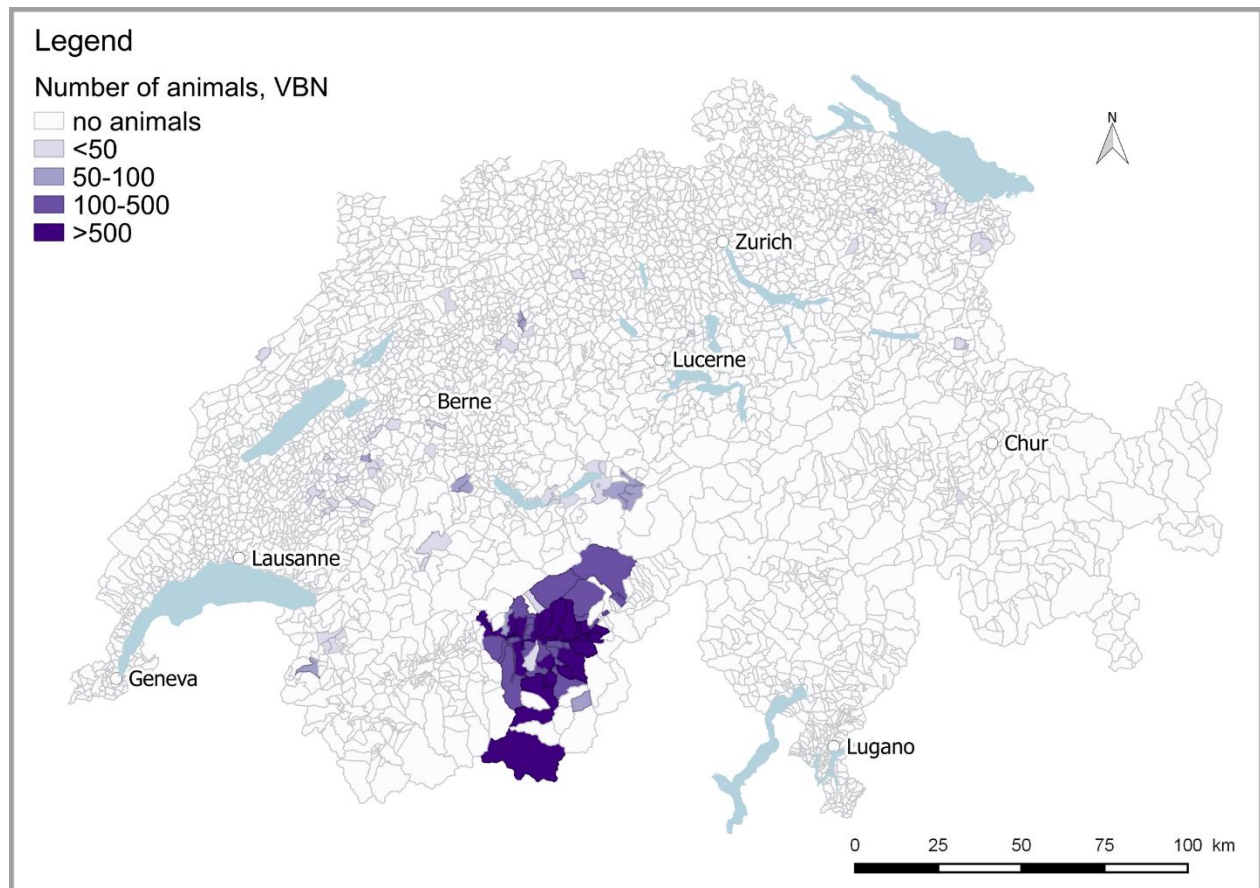 Legend
Number of animals, VBN
no animals
<50
50-100
100-500
>500
N
Zurich
Lucerne
Berne
Chur
Lausanne
Geneva
Lugano
0 25 50 75 100 km